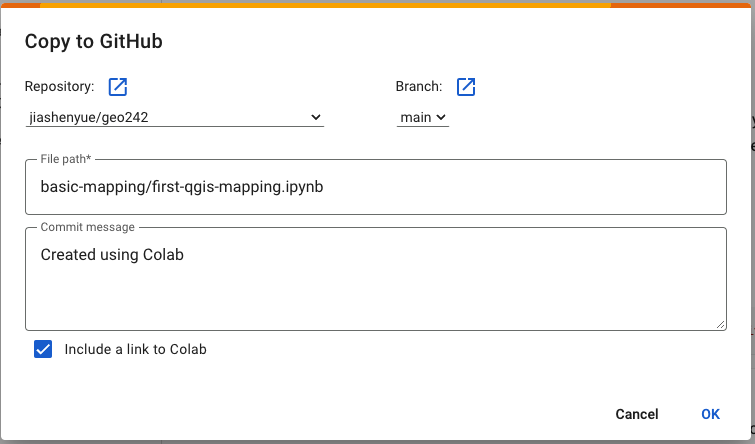 Copy to GitHub
Repository: Branch:
jiashenyue/geo242 main
File path*
basic-mapping/first-qgis-mapping.ipynb
Commit message
Created using Colab
Include a link to Colab
Cancel OK